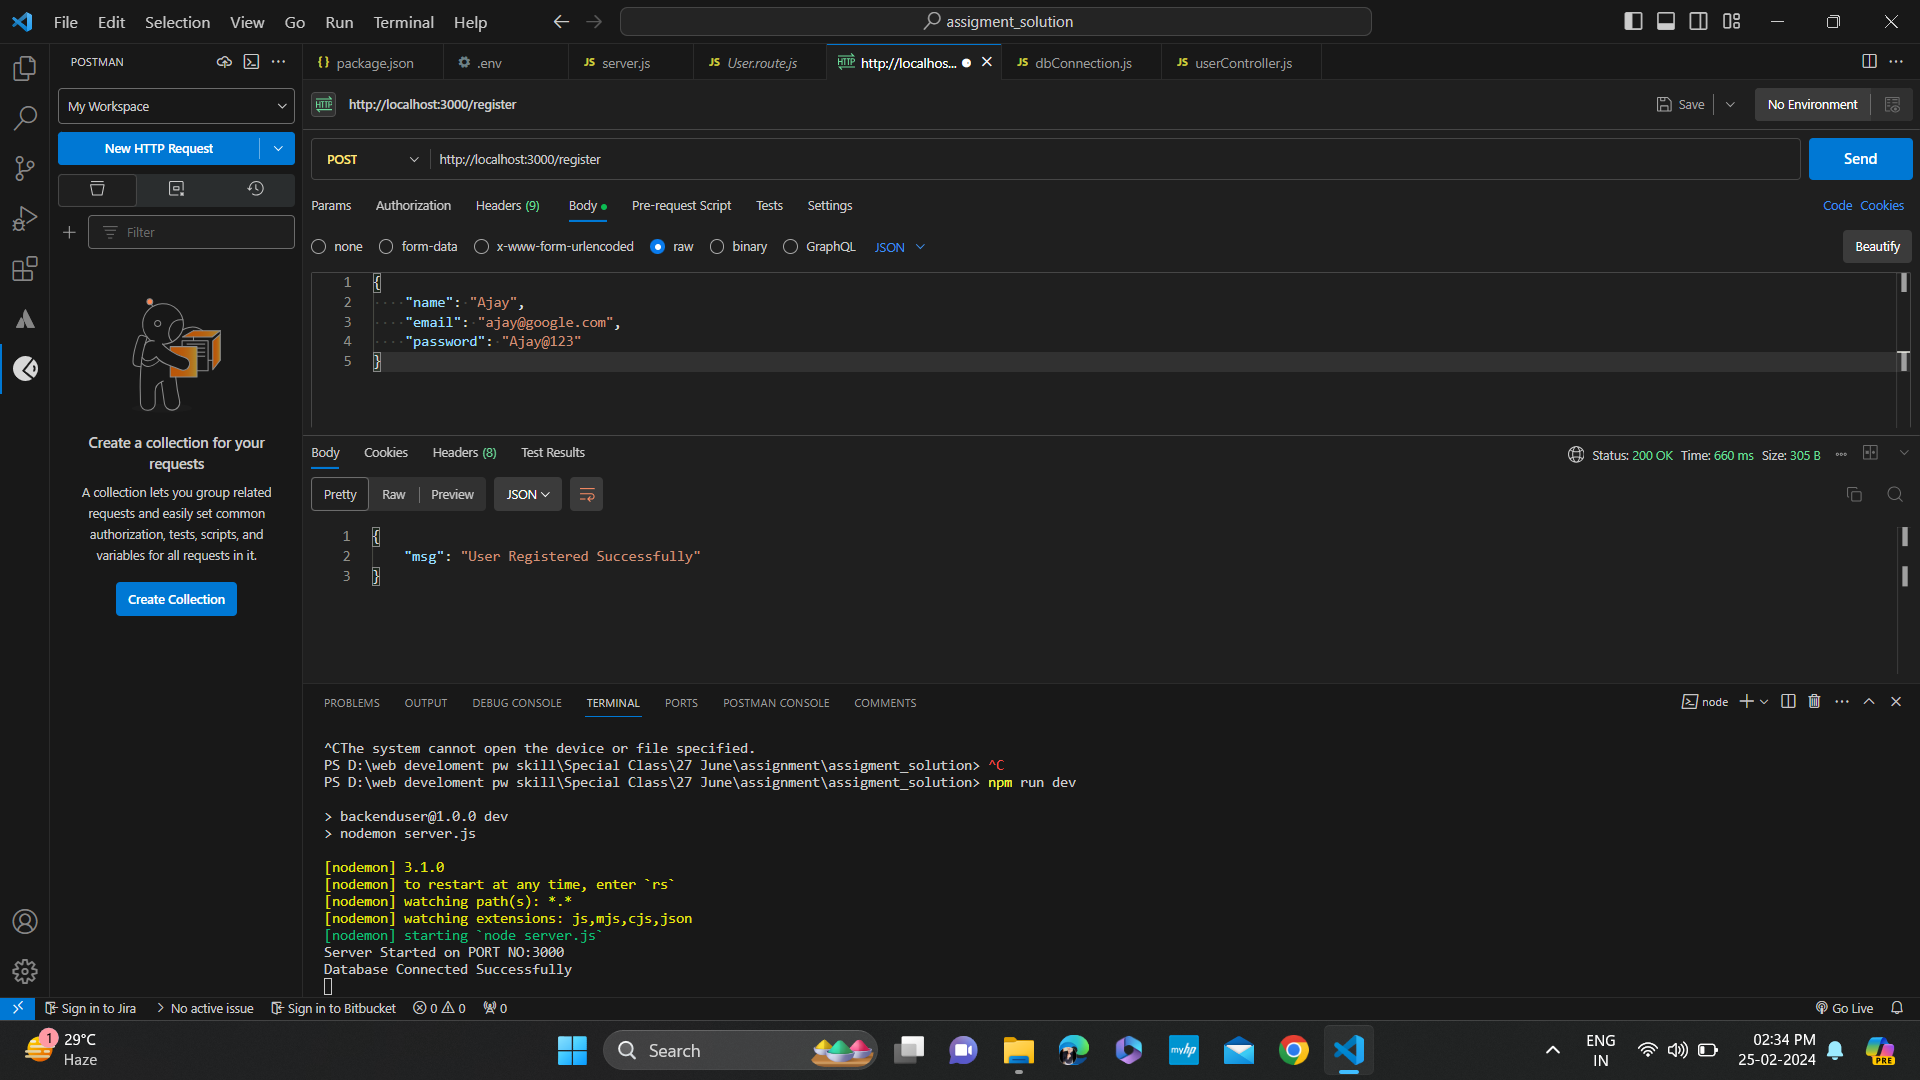 File Edit Selection View Go Run Terminal Help
assigment_solution
POSTMAN
My Workspace
New HTTP Request
Filter
Create a collection for your
requests
A collection lets you group related
requests and easily set common
authorization, tests, scripts, and
variables for all requests in it.
Create Collection
{} package.json .env JS server.js JS User.route.js HTTP http://localhos... JS dbConnection.js JS userController.js
HTTP http://localhost:3000/register
Save No Environment
POST http://localhost:3000/register Send
Params Authorization Headers (9) Body Pre-request Script Tests Settings Code Cookies
none form-data x-www-form-urlencoded raw binary GraphQL JSON Beautify
1 {
2 "name": "Ajay",
3 "email": "ajay@google.com",
4 "password": "Ajay@123"
5 }
Body Cookies Headers (8) Test Results Status: 200 OK Time: 660 ms Size: 305 B
Pretty Raw Preview JSON
1 {
2 "msg": "User Registered Successfully"
3 }
PROBLEMS OUTPUT DEBUG CONSOLE TERMINAL PORTS POSTMAN CONSOLE COMMENTS node
^CThe system cannot open the device or file specified.
PS D:\web develoment pw skill\Special Class\27 June\assignment\assigment_solution> ^C
PS D:\web develoment pw skill\Special Class\27 June\assignment\assigment_solution> npm run dev
> backenduser@1.0.0 dev
> nodemon server.js
[nodemon] 3.1.0
[nodemon] to restart at any time, enter `rs`
[nodemon] watching path(s): *.*
[nodemon] watching extensions: js,mjs,cjs,json
[nodemon] starting `node server.js`
Server Started on PORT NO:3000
Database Connected Successfully
Sign in to Jira No active issue Sign in to Bitbucket 0 0 0 Go Live
1 29°C
Haze
Search
myhp
ENG
IN
02:34 PM
25-02-2024
PRE